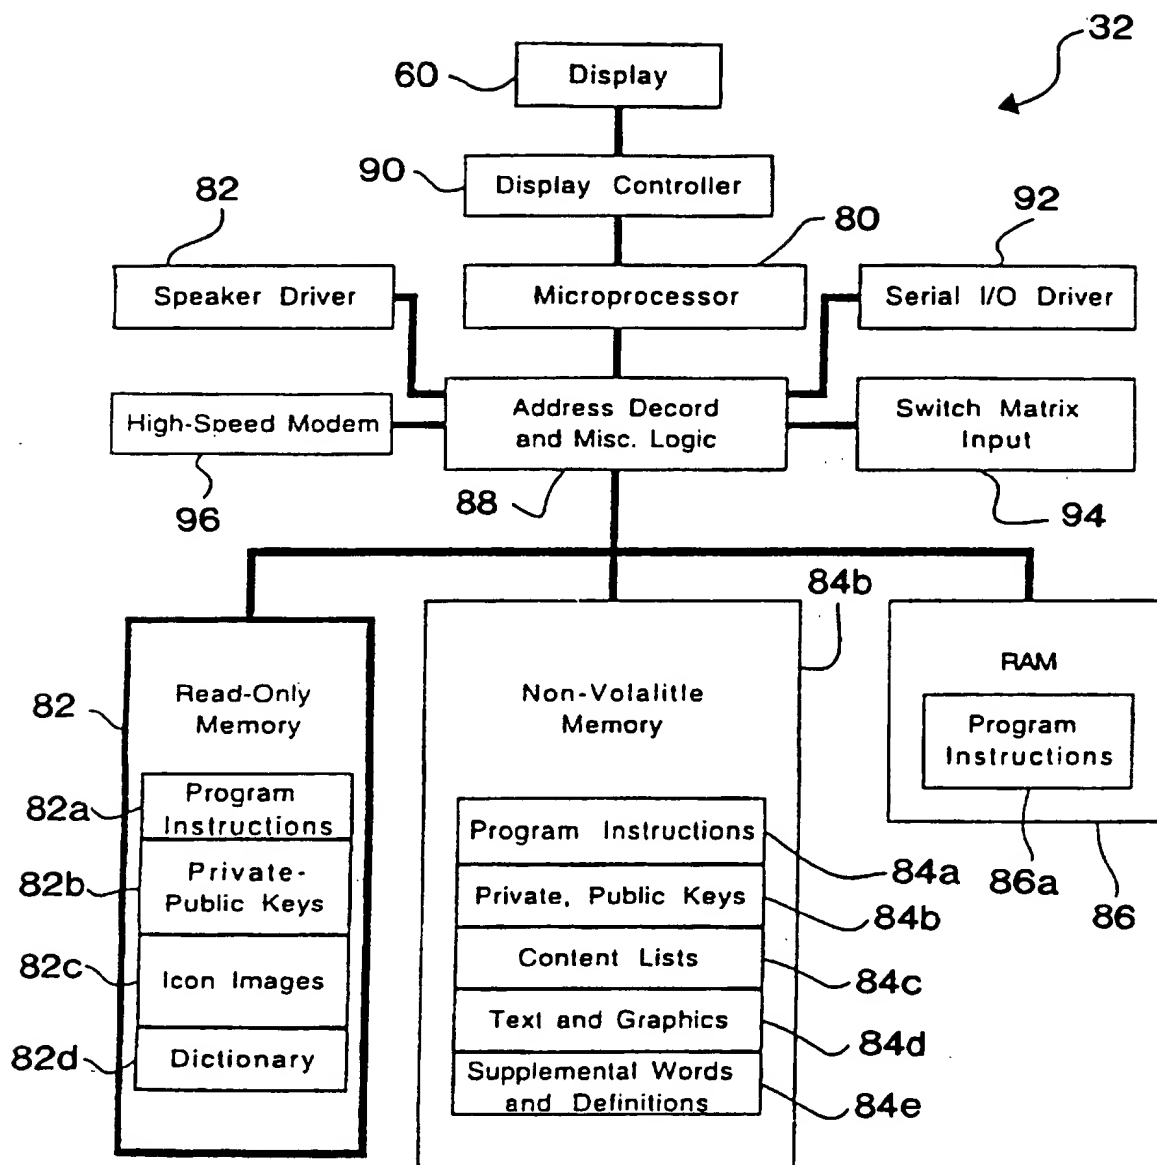 32
60
Display
90
Display Controller
82
80
92
Speaker Driver
Microprocessor
Serial I/O Driver
High-Speed Modem
Address Decord
and Misc. Logic
Switch Matrix
Input
96
88
94
84b
82
Read-Only
Memory
Non-Volalitle
Memory
RAM
Program
Instructions
82a
Program
Instructions
82b
Private-
Public Keys
82c
Icon Images
82d
Dictionary
Program Instructions
84a
Private, Public Keys
84b
Content Lists
84c
Text and Graphics
84d
Supplemental Words
and Definitions
84e
86a
86